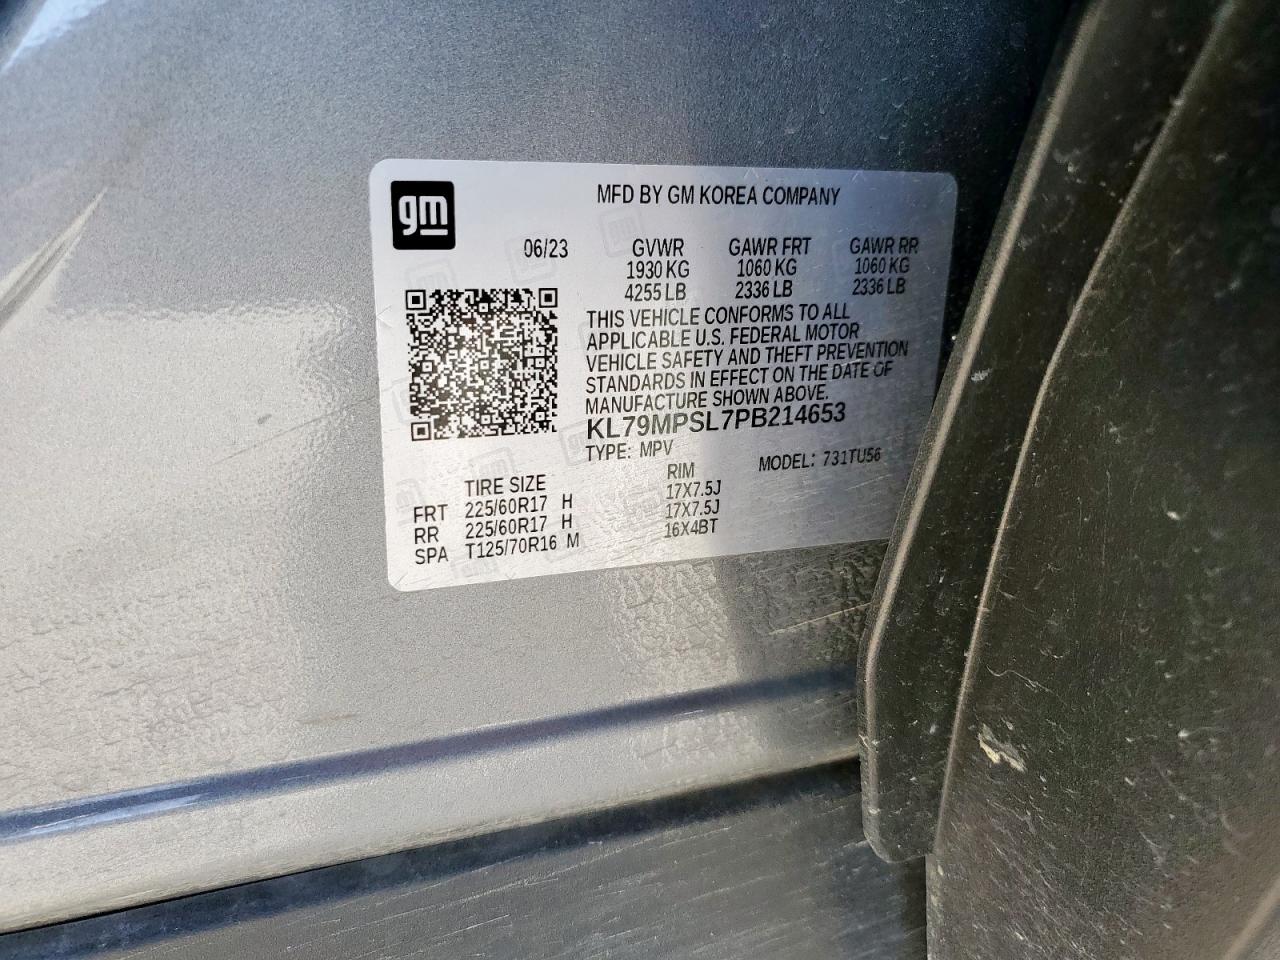 gm
MFD BY GM KOREA COMPANY
06/23 GVWR GAWR FRT GAWR RR
1930 KG 1060 KG 1060 KG
4255 LB 2336 LB 2336 LB
THIS VEHICLE CONFORMS TO ALL
APPLICABLE U.S. FEDERAL MOTOR
VEHICLE SAFETY AND THEFT PREVENTION
STANDARDS IN EFFECT ON THE DATE OF
MANUFACTURE SHOWN ABOVE.
KL79MPSL7PB214653
TYPE: MPV MODEL: 731TU56
TIRE SIZE RIM
FRT 225/60R17 H 17X7.5J
RR 225/60R17 H 17X7.5J
SPA T125/70R16 M 16X4BT